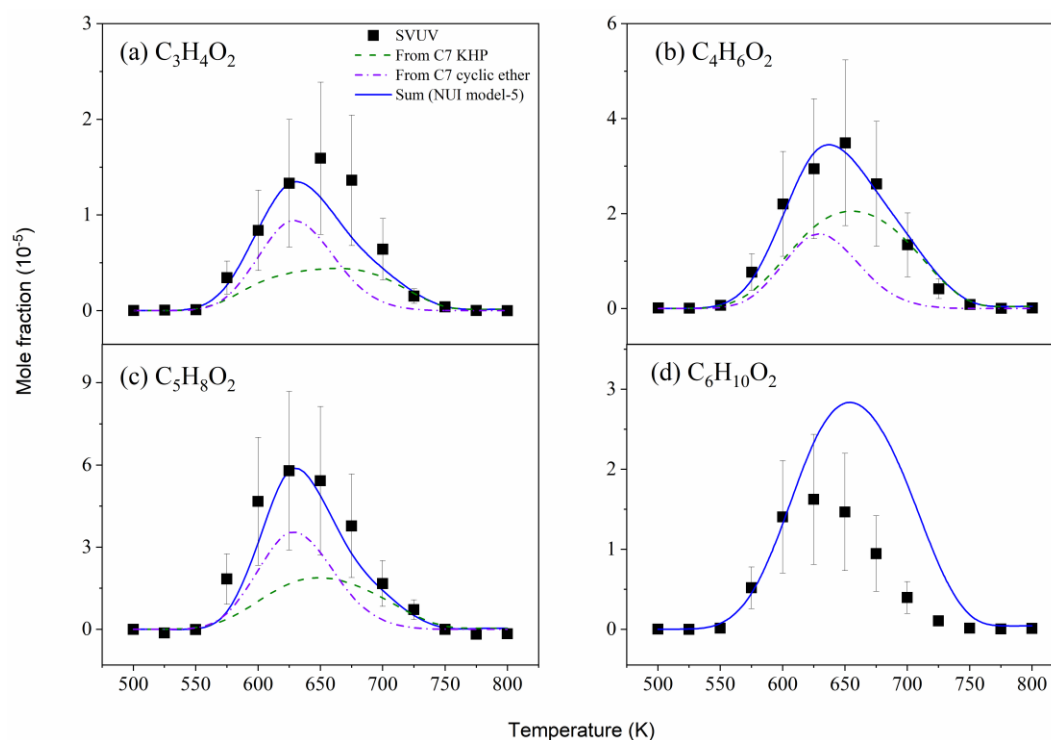 (a) C₃H₄O₂
SVUV
From C7 KHP
From C7 cyclic ether
Sum (NUI model-5)
3
2
1
0
(b) C₄H₆O₂
6
4
2
0
Mole fraction (10⁻⁵)
(c) C₅H₈O₂
9
6
3
0
500 550 600 650 700 750 800
(d) C₆H₁₀O₂
3
2
1
0
500 550 600 650 700 750 800
Temperature (K)